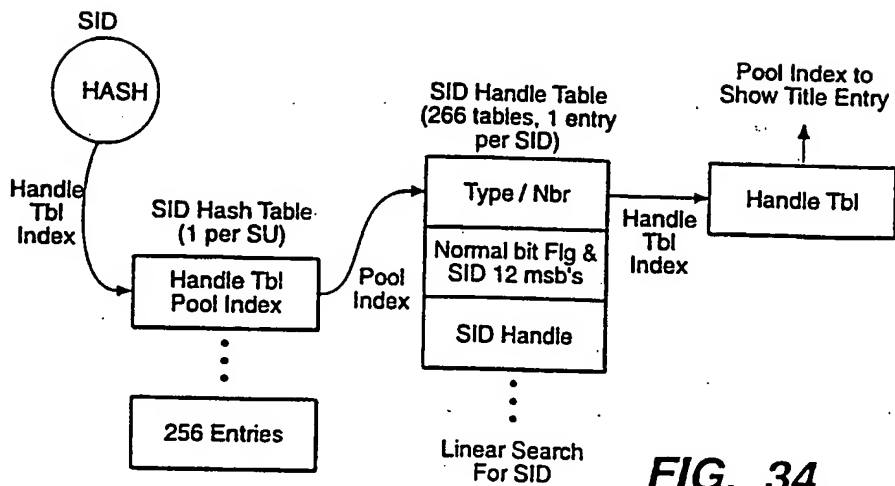 SID
HASH
Handle
Tbl
Index
SID Hash Table
(1 per SU)
Handle Tbl
Pool Index
256 Entries
Pool
Index
SID Handle Table
(266 tables, 1 entry
per SID)
Type / Nbr
Normal bit Flg &
SID 12 msb's
SID Handle
Linear Search
For SID
Handle
Tbl
Index
Pool Index to
Show Title Entry
Handle Tbl
FIG. 34